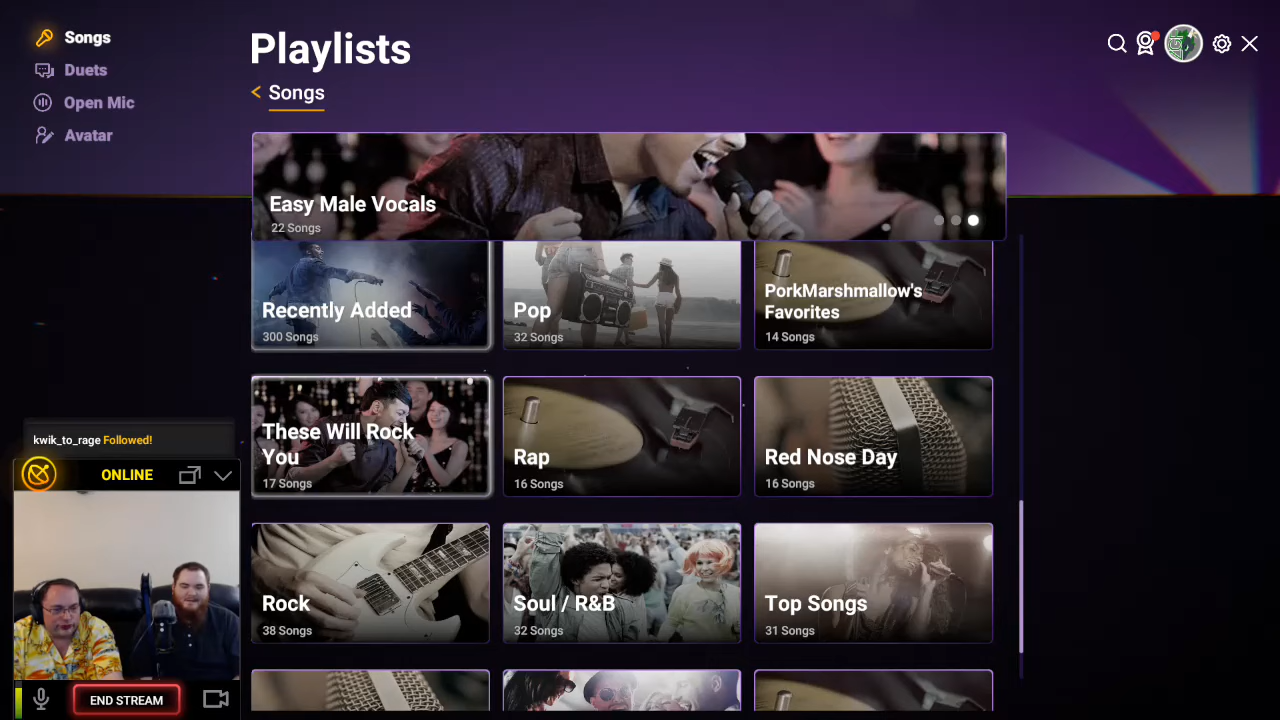 Songs
Duets
Open Mic
Avatar
Playlists
Songs
Easy Male Vocals
22 Songs
Recently Added
300 Songs
Pop
32 Songs
PorkMarshmallow's
Favorites
14 Songs
These Will Rock
You
17 Songs
Rap
16 Songs
Red Nose Day
16 Songs
Rock
38 Songs
Soul / R&B
32 Songs
Top Songs
31 Songs
kwik_to_rage Followed!
ONLINE
END STREAM